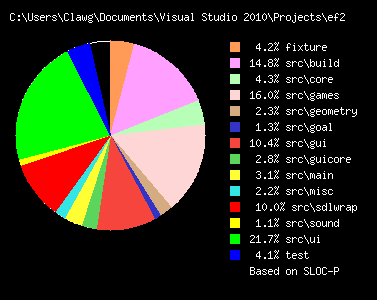 C:\Users\Clawg\Documents\Visual Studio 2010\Projects\ef2
4.2% fixture
14.8% src\build
4.3% src\core
16.0% src\games
2.3% src\geometry
1.3% src\goal
10.4% src\gui
2.8% src\guicore
3.1% src\main
2.2% src\misc
10.0% src\sdlwrap
1.1% src\sound
21.7% src\ui
4.1% test
Based on SLOC-P